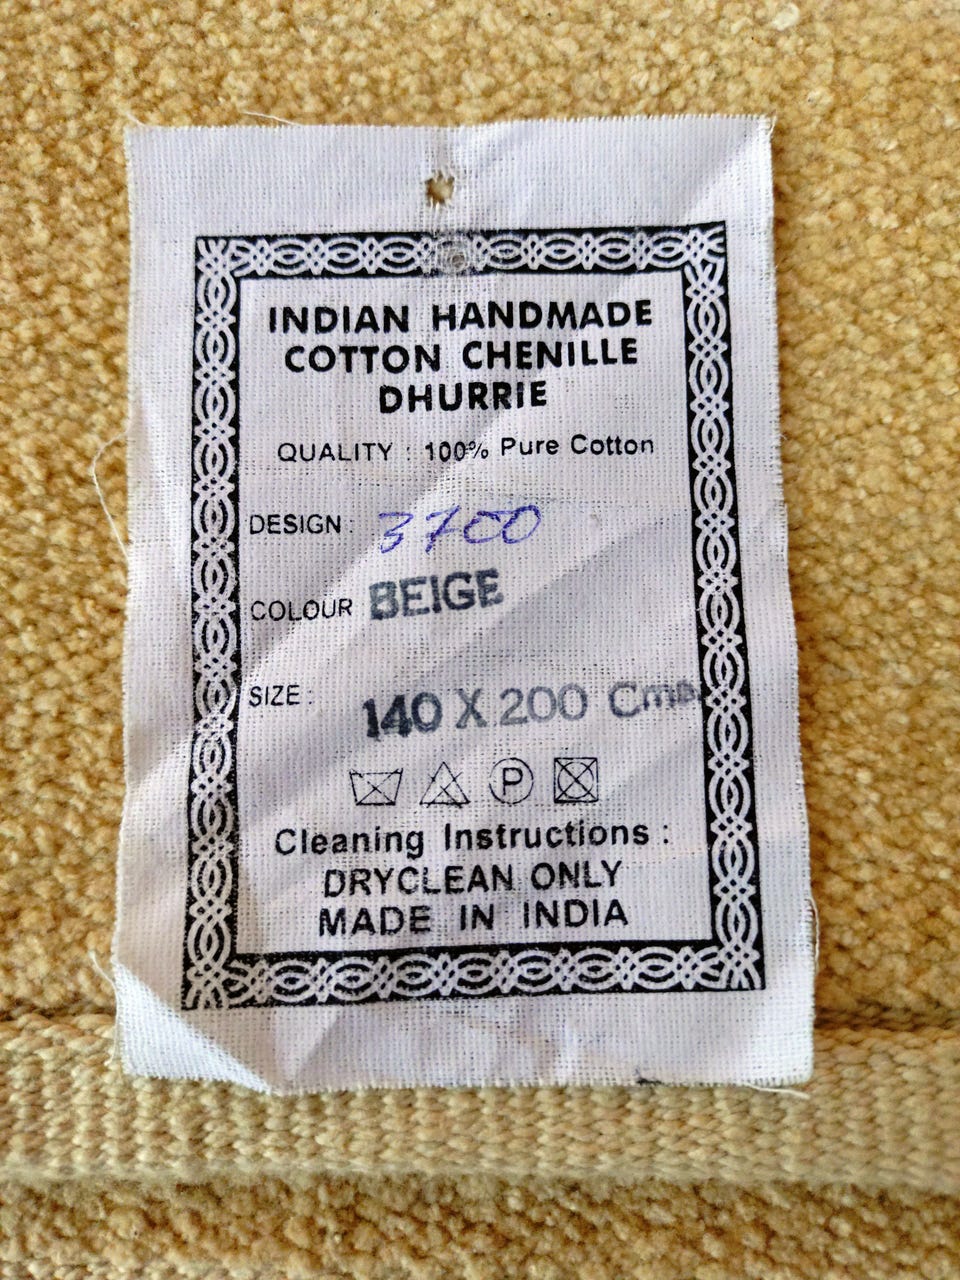 INDIAN HANDMADE
COTTON CHENILLE
DHURRIE
QUALITY : 100% Pure Cotton
DESIGN : 3700
COLOUR BEIGE
SIZE : 140 X 200 Cms.
P
Cleaning Instructions :
DRYCLEAN ONLY
MADE IN INDIA